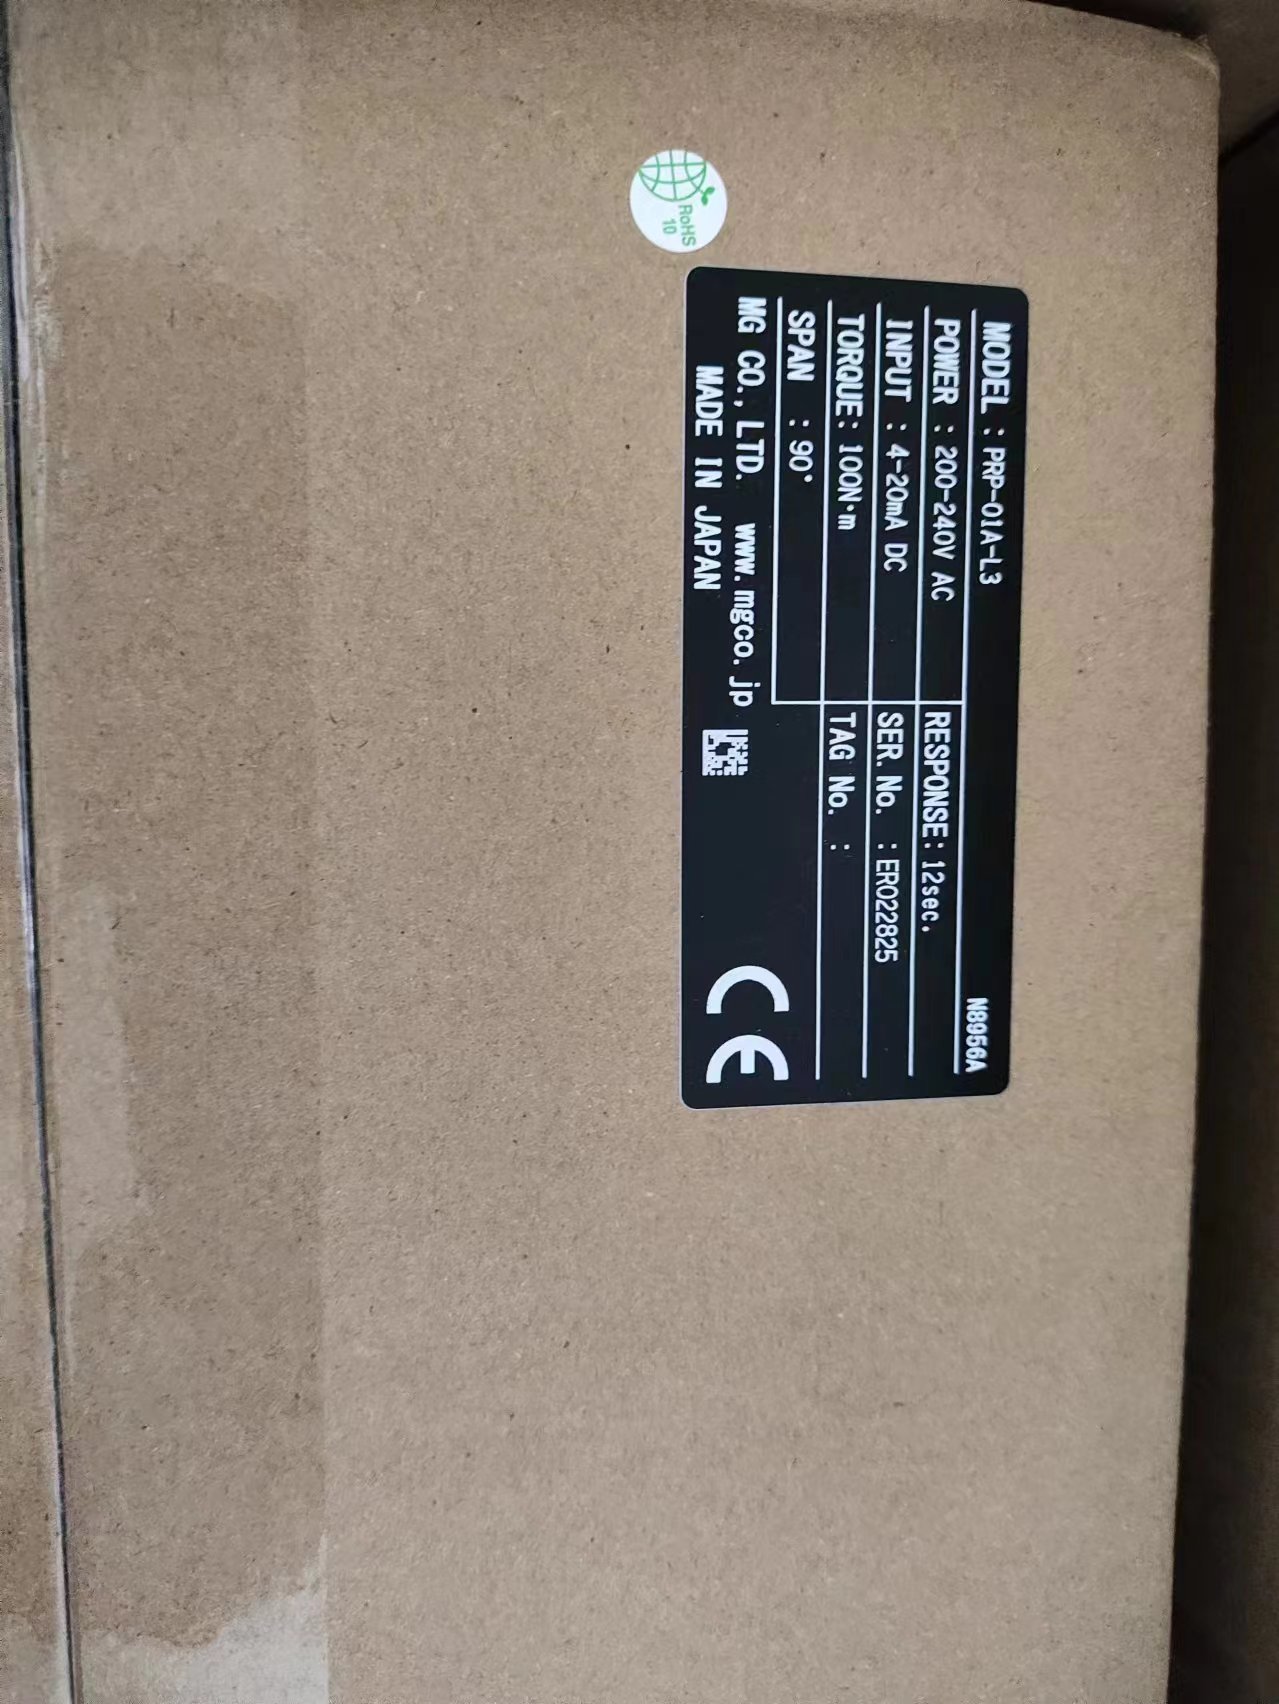 RoHS
10
N8956A
MODEL : PRP-01A-L3
POWER : 200-240V AC RESPONSE: 12sec.
INPUT : 4-20mA DC SER.No. : ER022825
TORQUE: 100N·m TAG No. :
SPAN : 90°
MG CO., LTD. www.mgco.jp
MADE IN JAPAN
CE